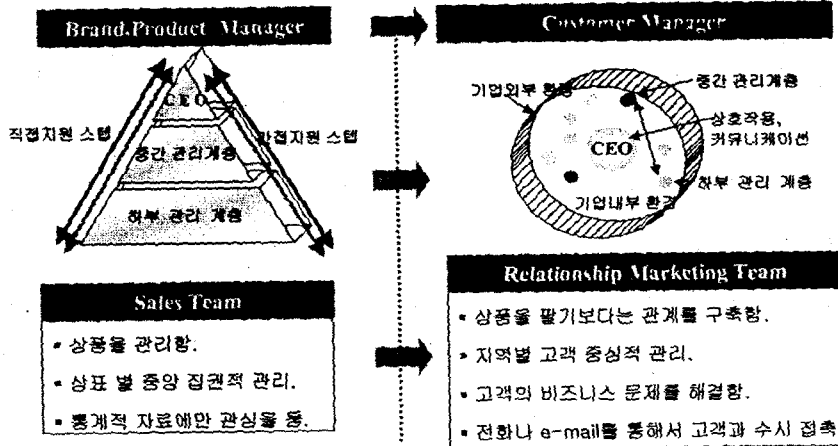 Brand.Product Manager
CEO
직접지원 스텝
간접지원 스텝
중간 관리계층
하부 관리 계층
Sales Team
▪ 상품을 관리함.
▪ 상표 별 중앙 집권적 관리.
▪ 통계적 자료에만 관심을 둠.
Customer Manager
기업외부 환경
중간 관리계층
상호작용,
커뮤니케이션
CEO
하부 관리 계층
기업내부 환경
Relationship Marketing Team
▪ 상품을 팔기보다는 관계를 구축함.
▪ 지역별 고객 중심적 관리.
▪ 고객의 비즈니스 문제를 해결함.
▪ 전화나 e-mail를 통해서 고객과 수시 접촉